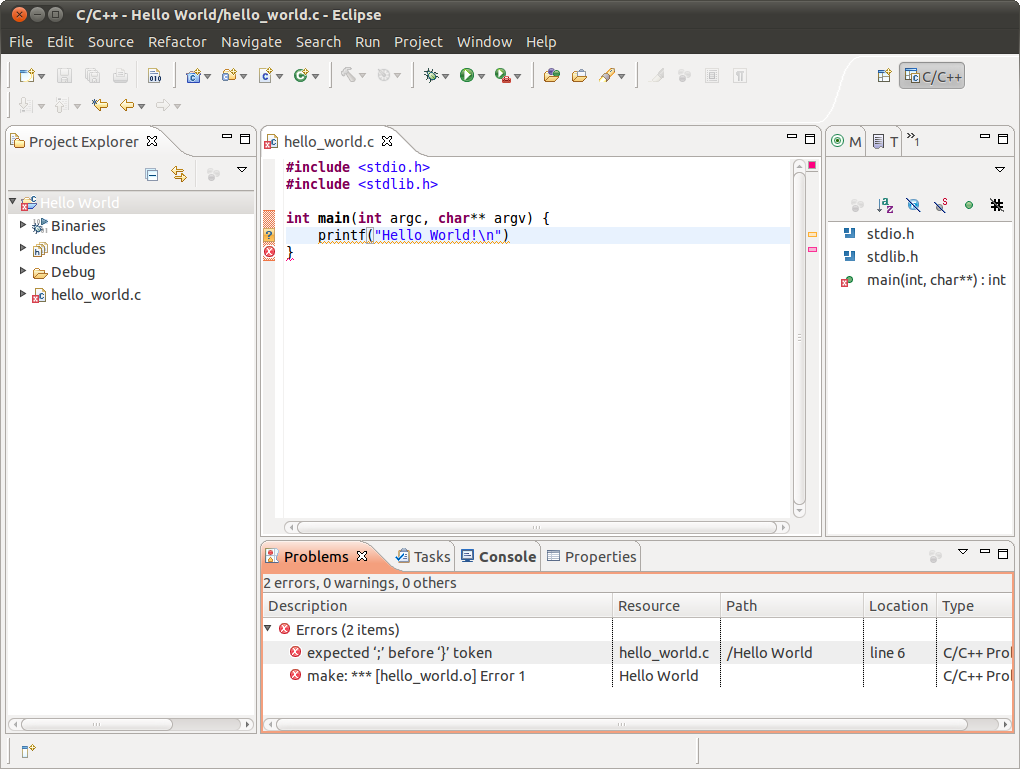 C/C++ - Hello World/hello_world.c - Eclipse
File Edit Source Refactor Navigate Search Run Project Window Help
010
C/C++
Project Explorer
Hello World
Binaries
Includes
Debug
hello_world.c
hello_world.c
#include <stdio.h>
#include <stdlib.h>
int main(int argc, char** argv) {
printf("Hello World!\n")
}
M T »1
stdio.h
stdlib.h
main(int, char**) : int
Problems Tasks Console Properties
2 errors, 0 warnings, 0 others
Description Resource Path Location Type
Errors (2 items)
expected ‘;’ before ‘}’ token hello_world.c /Hello World line 6 C/C++ Prol
make: *** [hello_world.o] Error 1 Hello World C/C++ Prol